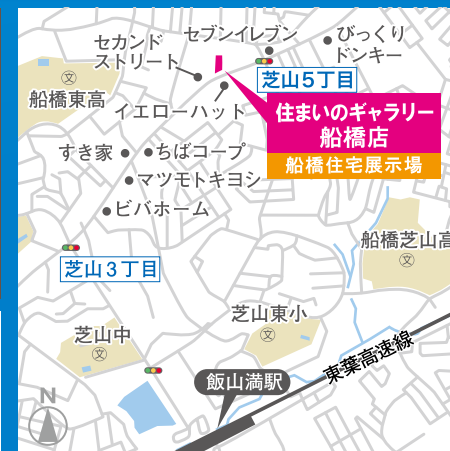 セカンド
ストリート
セブンイレブン
びっくり
ドンキー
文
船橋東高
イエローハット
芝山5丁目
住まいのギャラリー
船橋店
船橋住宅展示場
すき家
ちばコープ
マツモトキヨシ
ビバホーム
芝山3丁目
船橋芝山高
文
芝山中
文
芝山東小
文
飯山満駅
東葉高速線
N